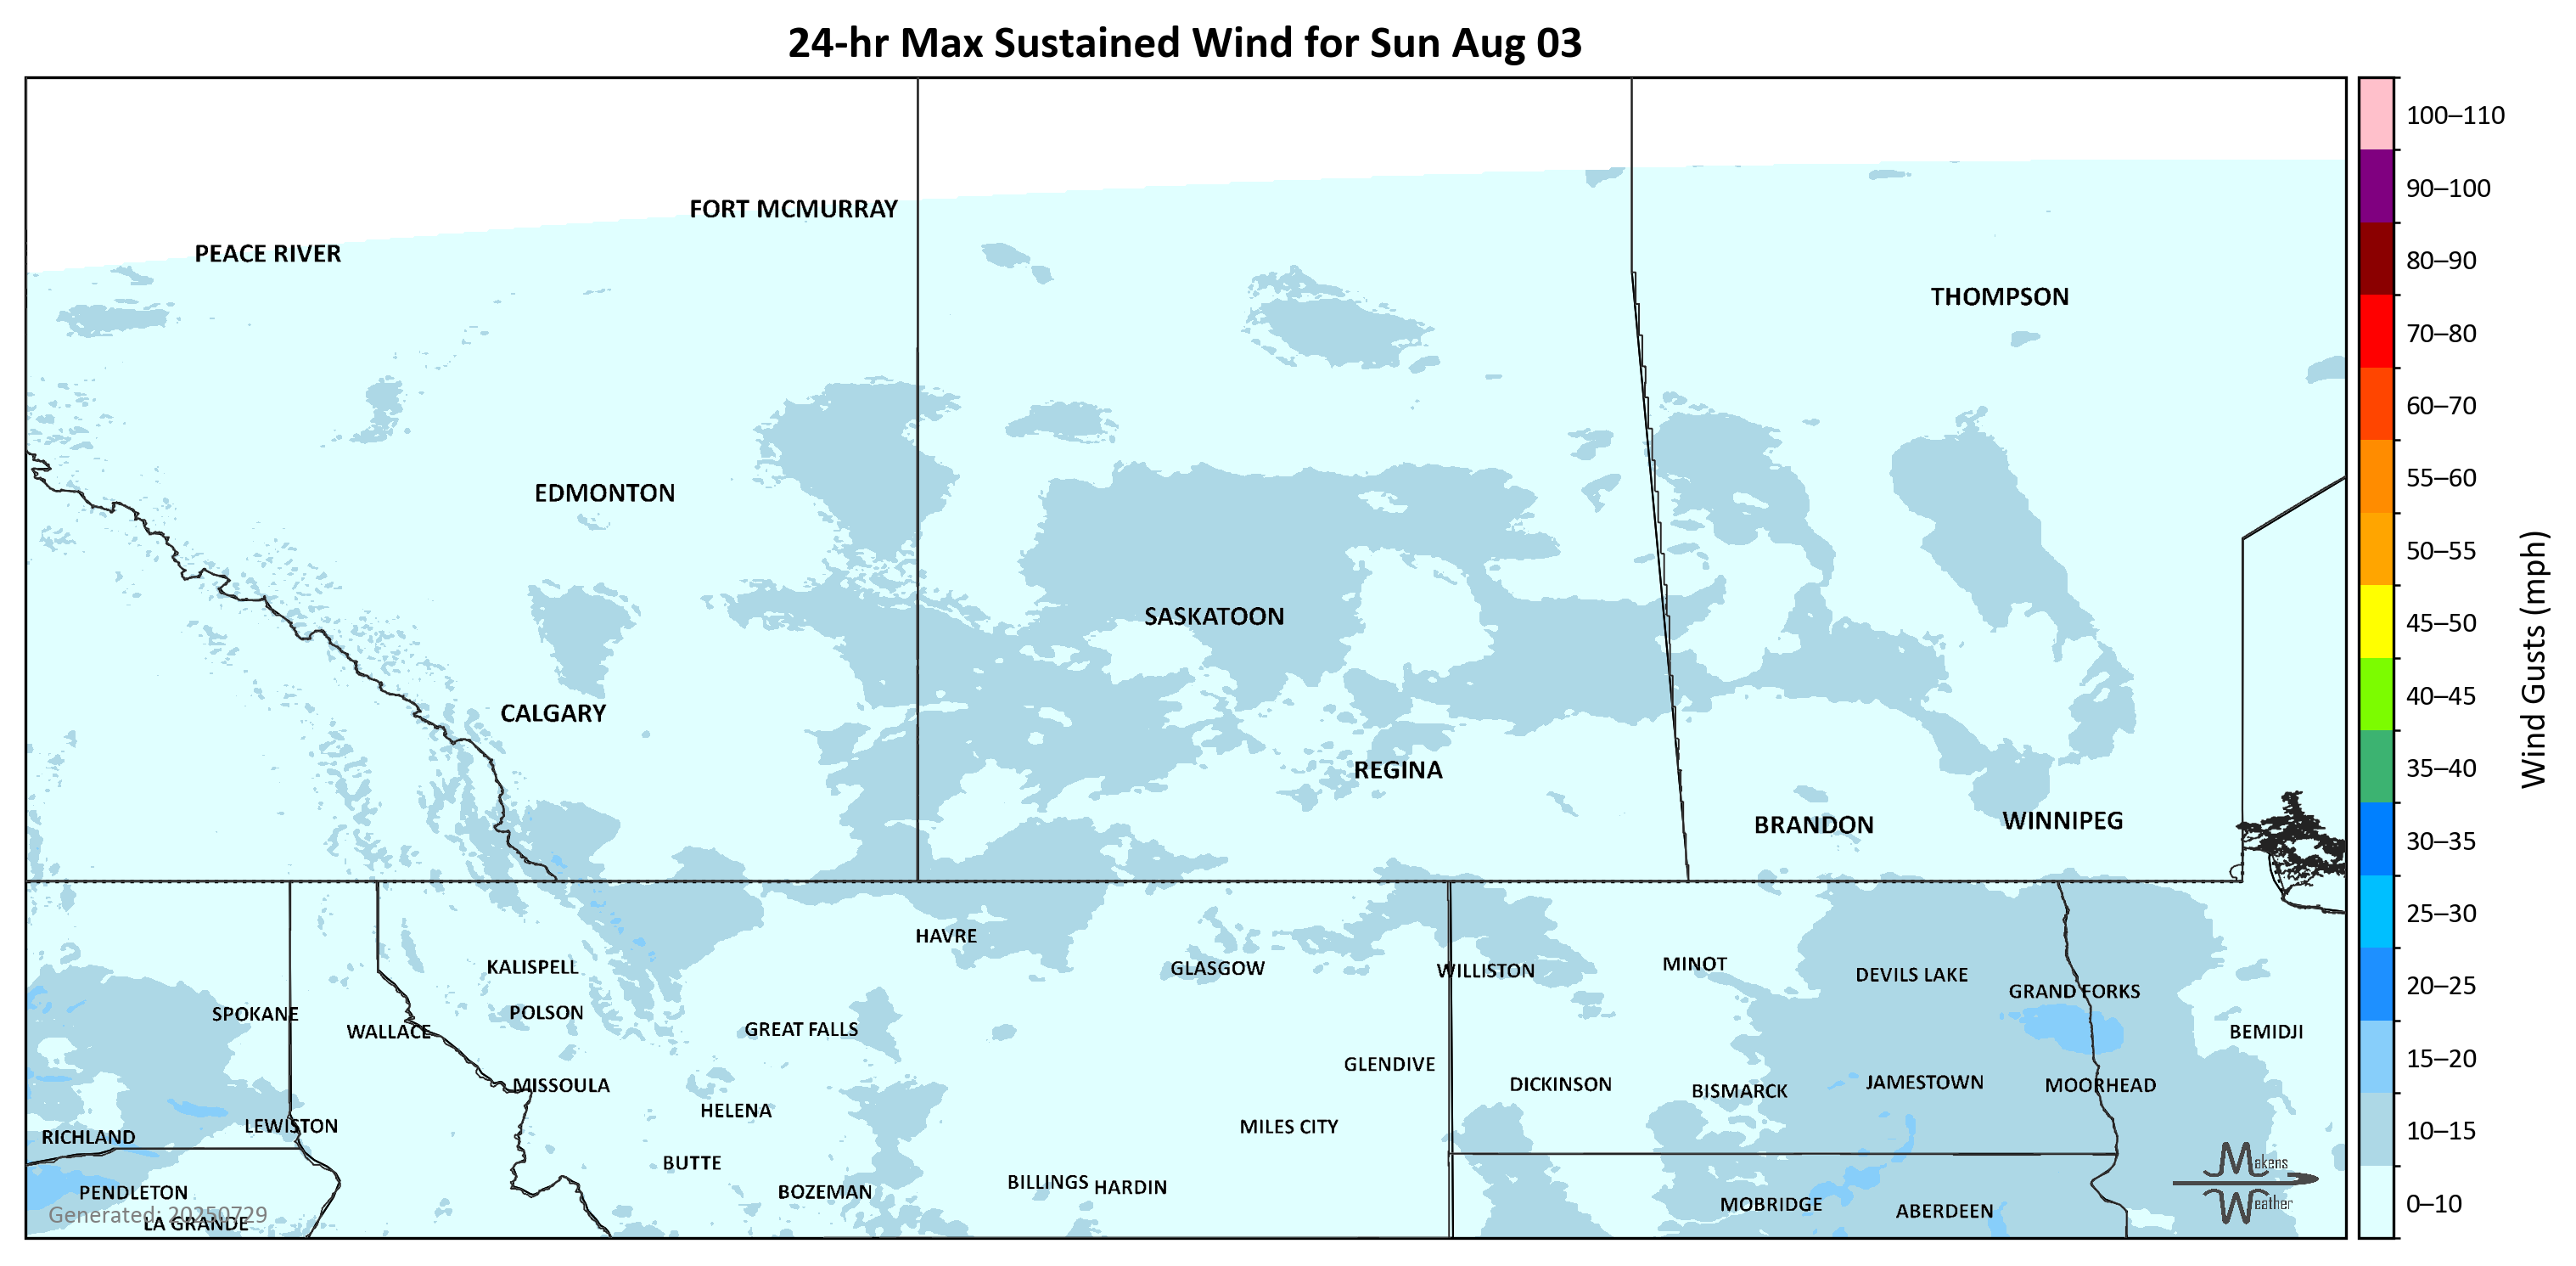 24-hr Max Sustained Wind for Sun Aug 03
FORT MCMURRAY
PEACE RIVER
THOMPSON
EDMONTON
SASKATOON
CALGARY
REGINA
BRANDON
WINNIPEG
HAVRE
KALISPELL
GLASGOW
WILLISTON
MINOT
DEVILS LAKE
GRAND FORKS
SPOKANE
POLSON
WALLACE
GREAT FALLS
BEMIDJI
GLENDIVE
MISSOULA
DICKINSON
BISMARCK
JAMESTOWN
MOORHEAD
HELENA
LEWISTON
MILES CITY
RICHLAND
BUTTE
PENDLETON
BOZEMAN
BILLINGS
HARDIN
MOBRIDGE
ABERDEEN
LA GRANDE
Generated: 20250729
Makens
Weather
100–110
90–100
80–90
70–80
60–70
55–60
50–55
45–50
40–45
35–40
30–35
25–30
20–25
15–20
10–15
0–10
Wind Gusts (mph)